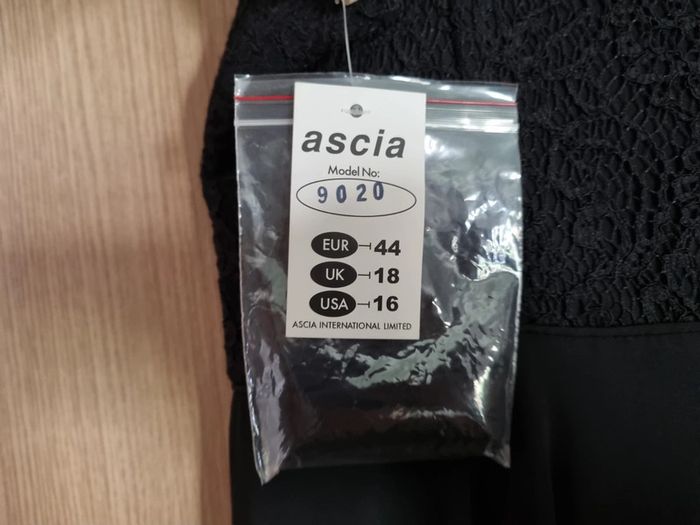 ascia
Model No:
9020
EUR 44
UK 18
USA 16
ASCIA INTERNATIONAL LIMITED